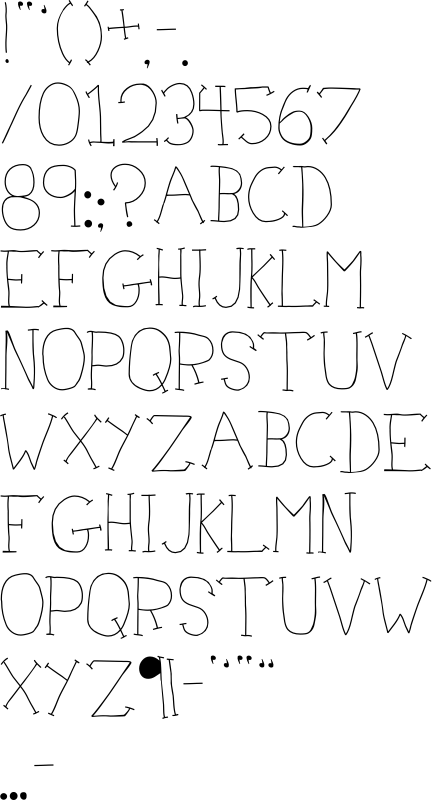 !"',()+,-.
/01234567
89:;?ABCD
EFGHIJKLM
NOPQRSTUV
WXYZABCDE
FGHIJKLMN
OPQRSTUVW
XYZ¶–‘’“”„
—
…